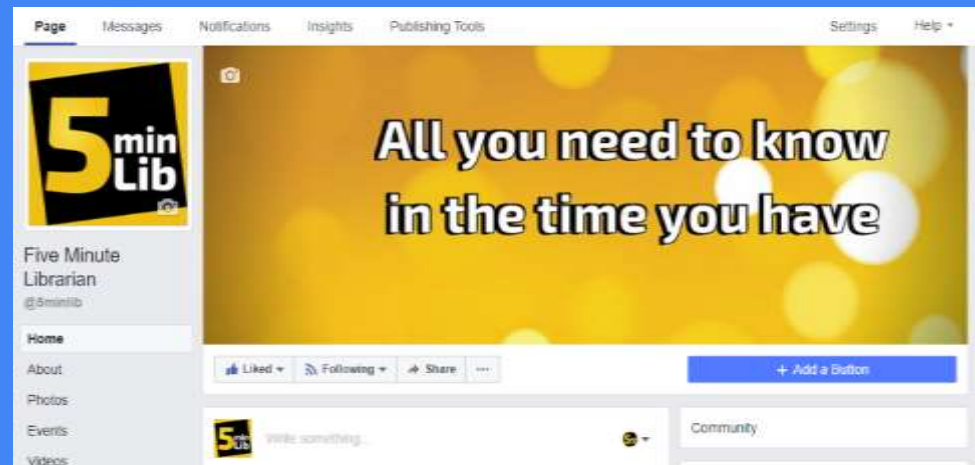 Page Messages Notifications Insights Publishing Tools Settings Help
5 min Lib
All you need to know
in the time you have
Five Minute
Librarian
@5minlib
Home
About
Photos
Events
Videos
Liked Following Share ...
+ Add a Button
5min Lib Write something...
Community